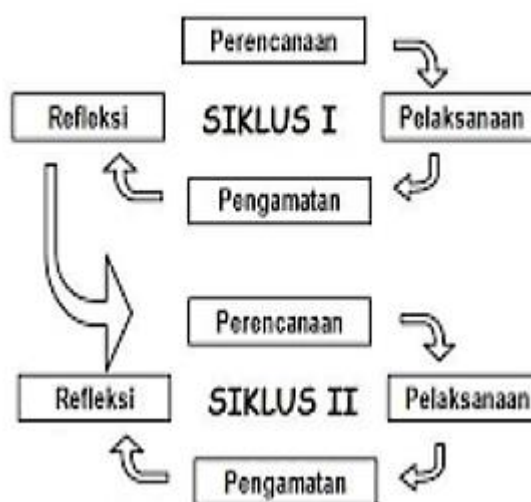 Perencanaan
Refleksi
SIKLUS I
Pelaksanaan
Pengamatan
Perencanaan
Refleksi
SIKLUS II
Pelaksanaan
Pengamatan